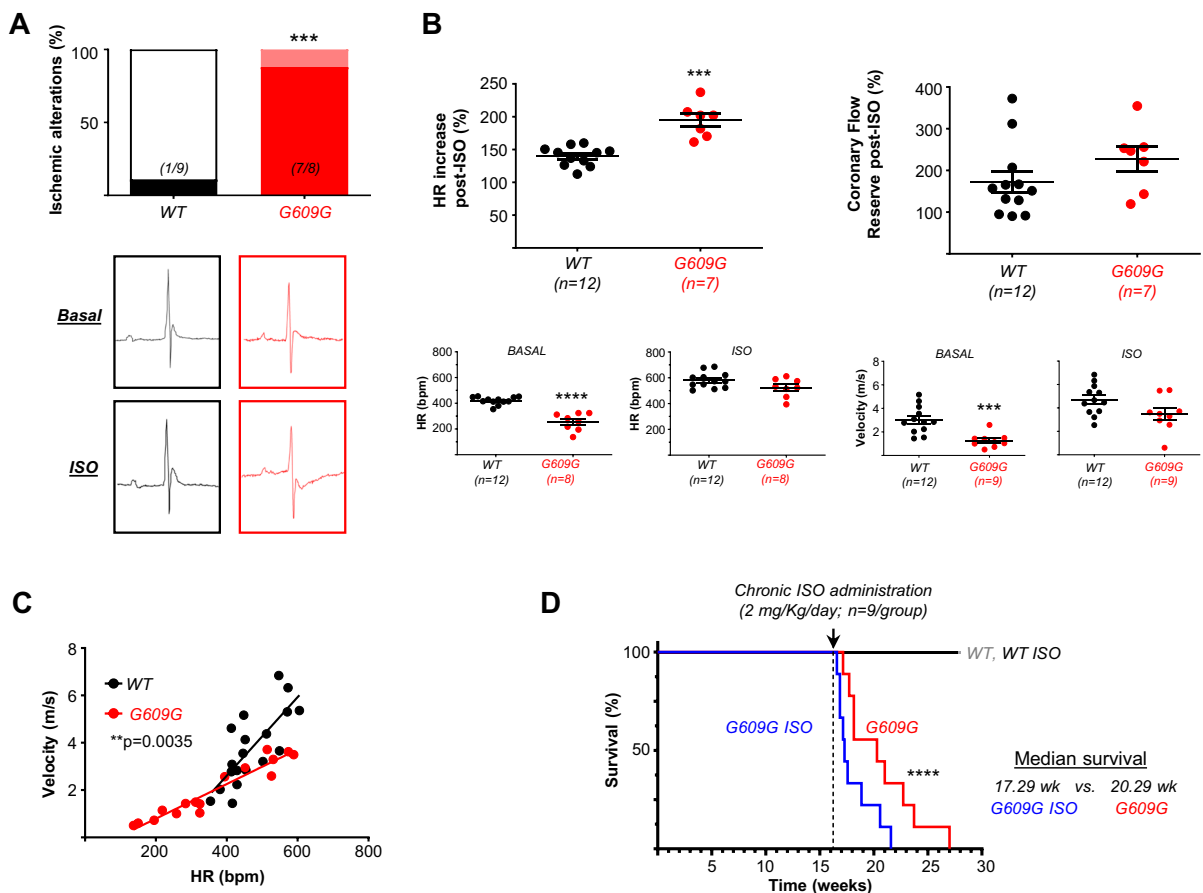 A
Ischemic alterations (%)
100
50
***
(1/9)
(7/8)
WT
G609G
Basal
ISO
B
HR increase
post-ISO (%)
250
200
150
100
50
***
WT
(n=12)
G609G
(n=7)
Coronary Flow
Reserve post-ISO (%)
400
300
200
100
WT
(n=12)
G609G
(n=7)
BASAL
HR (bpm)
800
600
400
200
****
WT
(n=12)
G609G
(n=8)
ISO
HR (bpm)
800
600
400
200
WT
(n=12)
G609G
(n=8)
BASAL
Velocity (m/s)
8
6
4
2
***
WT
(n=12)
G609G
(n=9)
ISO
WT
(n=12)
G609G
(n=9)
C
Velocity (m/s)
8
6
4
2
WT
G609G
**p=0.0035
200
400
600
800
HR (bpm)
D
Chronic ISO administration
(2 mg/Kg/day; n=9/group)
Survival (%)
100
50
WT, WT ISO
G609G ISO
G609G
****
Median survival
17.29 wk vs. 20.29 wk
G609G ISO G609G
5
10
15
20
25
30
Time (weeks)